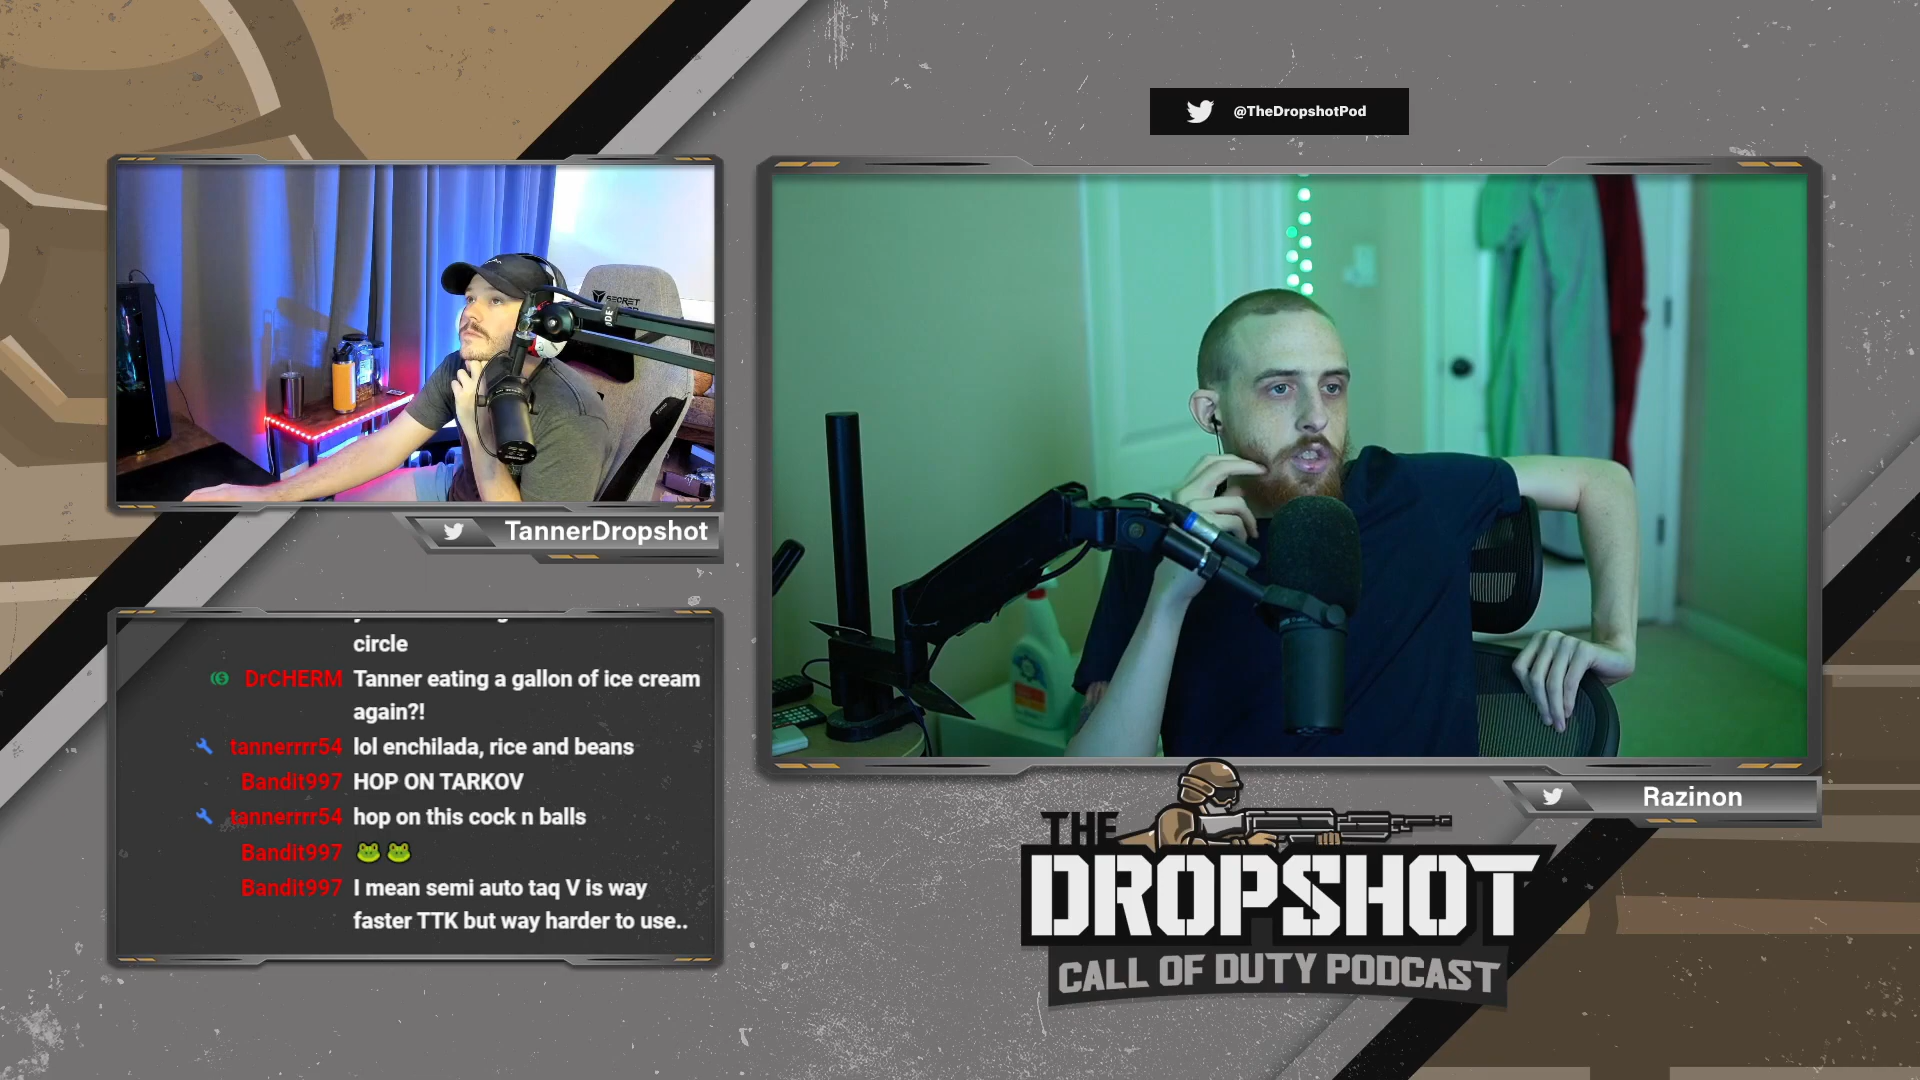 @TheDropshotPod
SECRET
TannerDropshot
circle
DrCHERM Tanner eating a gallon of ice cream
again?!
tannerrrr54 lol enchilada, rice and beans
Bandit997 HOP ON TARKOV
tannerrrr54 hop on this cock n balls
Bandit997 🐸 🐸
Bandit997 I mean semi auto taq V is way
faster TTK but way harder to use..
Razinon
THE
DROPSHOT
CALL OF DUTY PODCAST